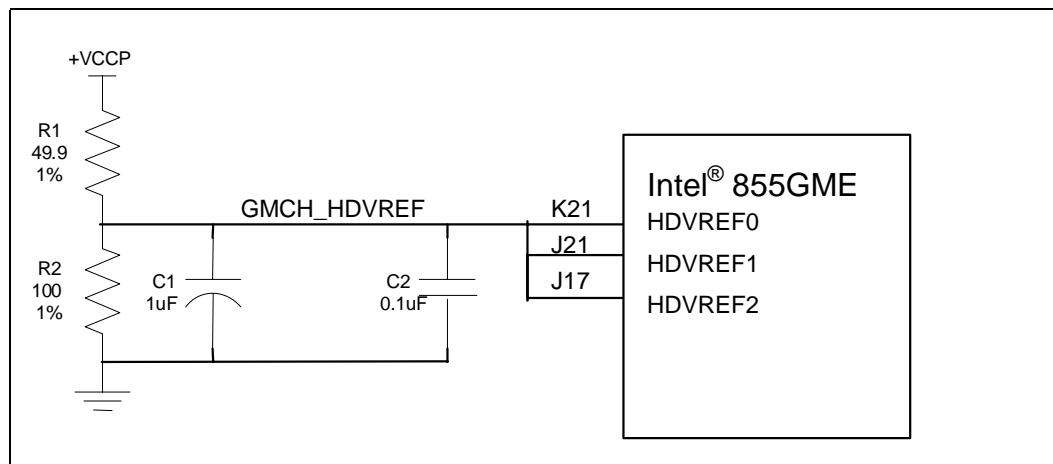 +VCCP
R1
49.9
1%
GMCH_HDVREF
K21
J21
J17
Intel® 855GME
HDVREF0
HDVREF1
HDVREF2
R2
100
1%
C1
1uF
C2
0.1uF